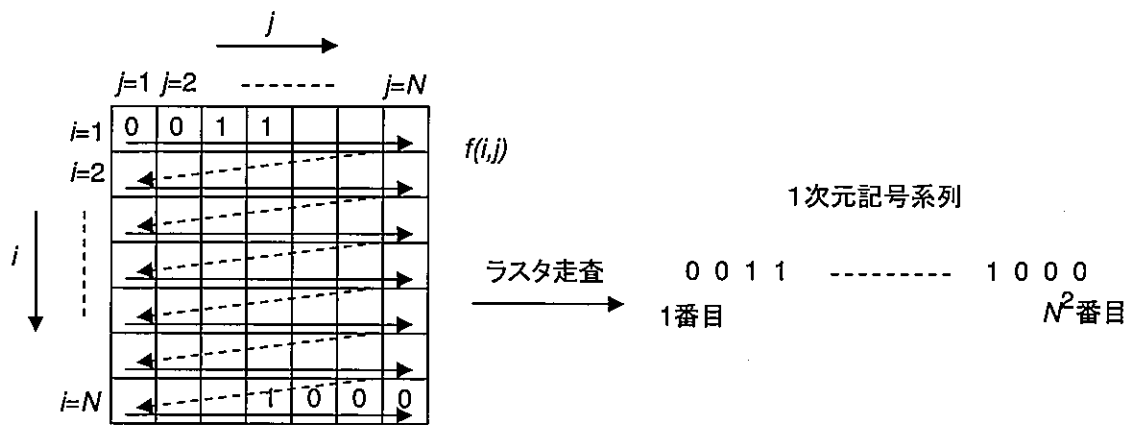 j
j=1 j=2 -------- j=N
i=1 0 0 1 1
f(i,j)
i=2
1次元記号系列
i
ラスタ走査
0 0 1 1 --------- 1 0 0 0
1番目 N²番目
i=N 1 0 0 0